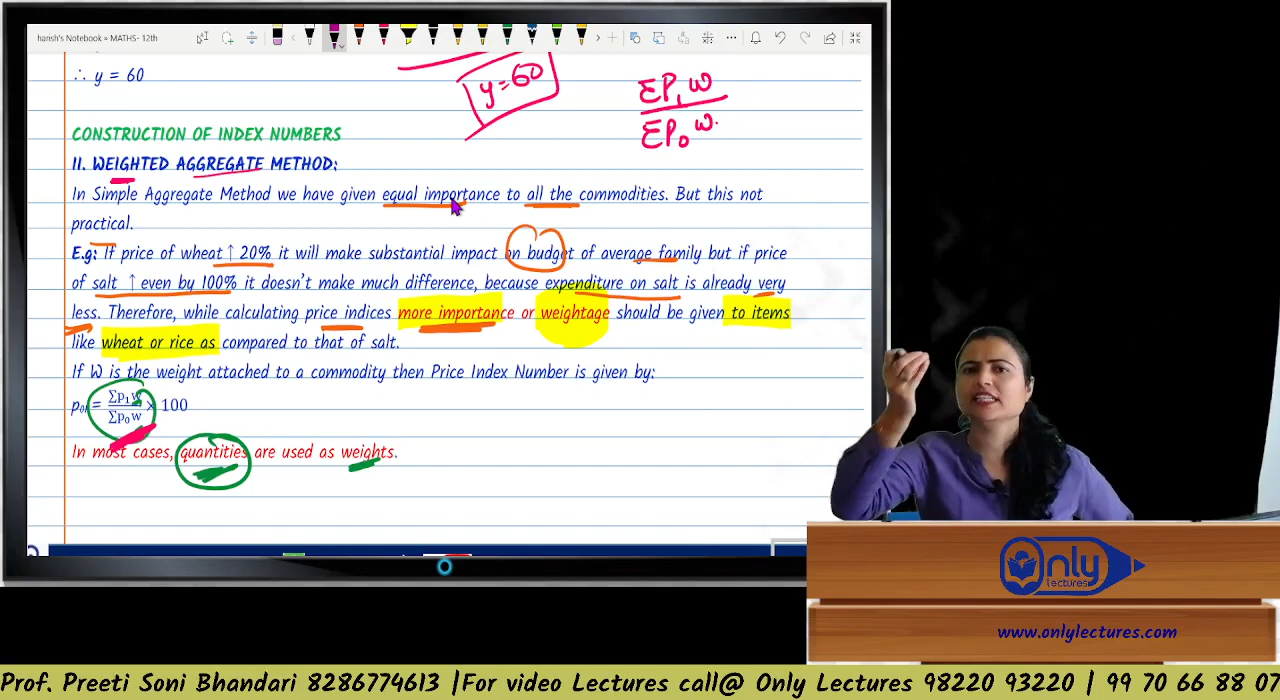 harish's Notebook » MATHS- 12th
∴ y = 60
y=60
ΣP₁W
ΣP₀W
CONSTRUCTION OF INDEX NUMBERS
II. WEIGHTED AGGREGATE METHOD:
In Simple Aggregate Method we have given equal importance to all the commodities. But this not
practical.
E.g: If price of wheat ↑ 20% it will make substantial impact on budget of average family but if price
of salt ↑ even by 100% it doesn't make much difference, because expenditure on salt is already very
less. Therefore, while calculating price indices more importance or weightage should be given to items
like wheat or rice as compared to that of salt.
If W is the weight attached to a commodity then Price Index Number is given by:
p₀₁ = ∑p₁w / ∑p₀w × 100
In most cases, quantities are used as weights.
Only
lectures
www.onlylectures.com
Prof. Preeti Soni Bhandari 8286774613 |For video Lectures call@ Only Lectures 98220 93220 | 99 70 66 88 07